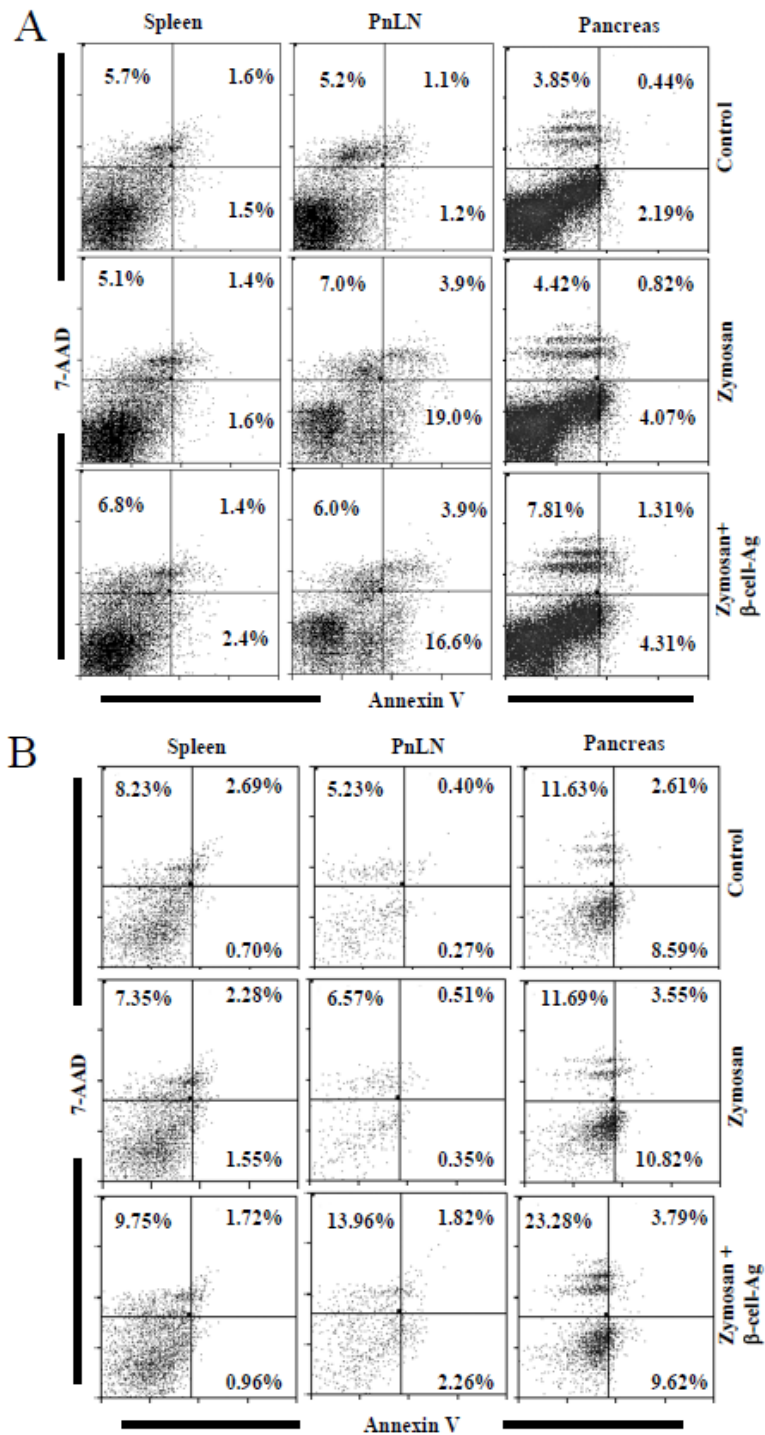 A
Spleen PnLN Pancreas
5.7% 1.6% 5.2% 1.1% 3.85% 0.44%
1.5% 1.2% 2.19%
Control
5.1% 1.4% 7.0% 3.9% 4.42% 0.82%
1.6% 19.0% 4.07%
Zymosan
7-AAD
6.8% 1.4% 6.0% 3.9% 7.81% 1.31%
2.4% 16.6% 4.31%
Zymosan+
β-cell-Ag
Annexin V
B
Spleen PnLN Pancreas
8.23% 2.69% 5.23% 0.40% 11.63% 2.61%
0.70% 0.27% 8.59%
Control
7.35% 2.28% 6.57% 0.51% 11.69% 3.55%
1.55% 0.35% 10.82%
Zymosan
7-AAD
9.75% 1.72% 13.96% 1.82% 23.28% 3.79%
0.96% 2.26% 9.62%
Zymosan +
β-cell-Ag
Annexin V